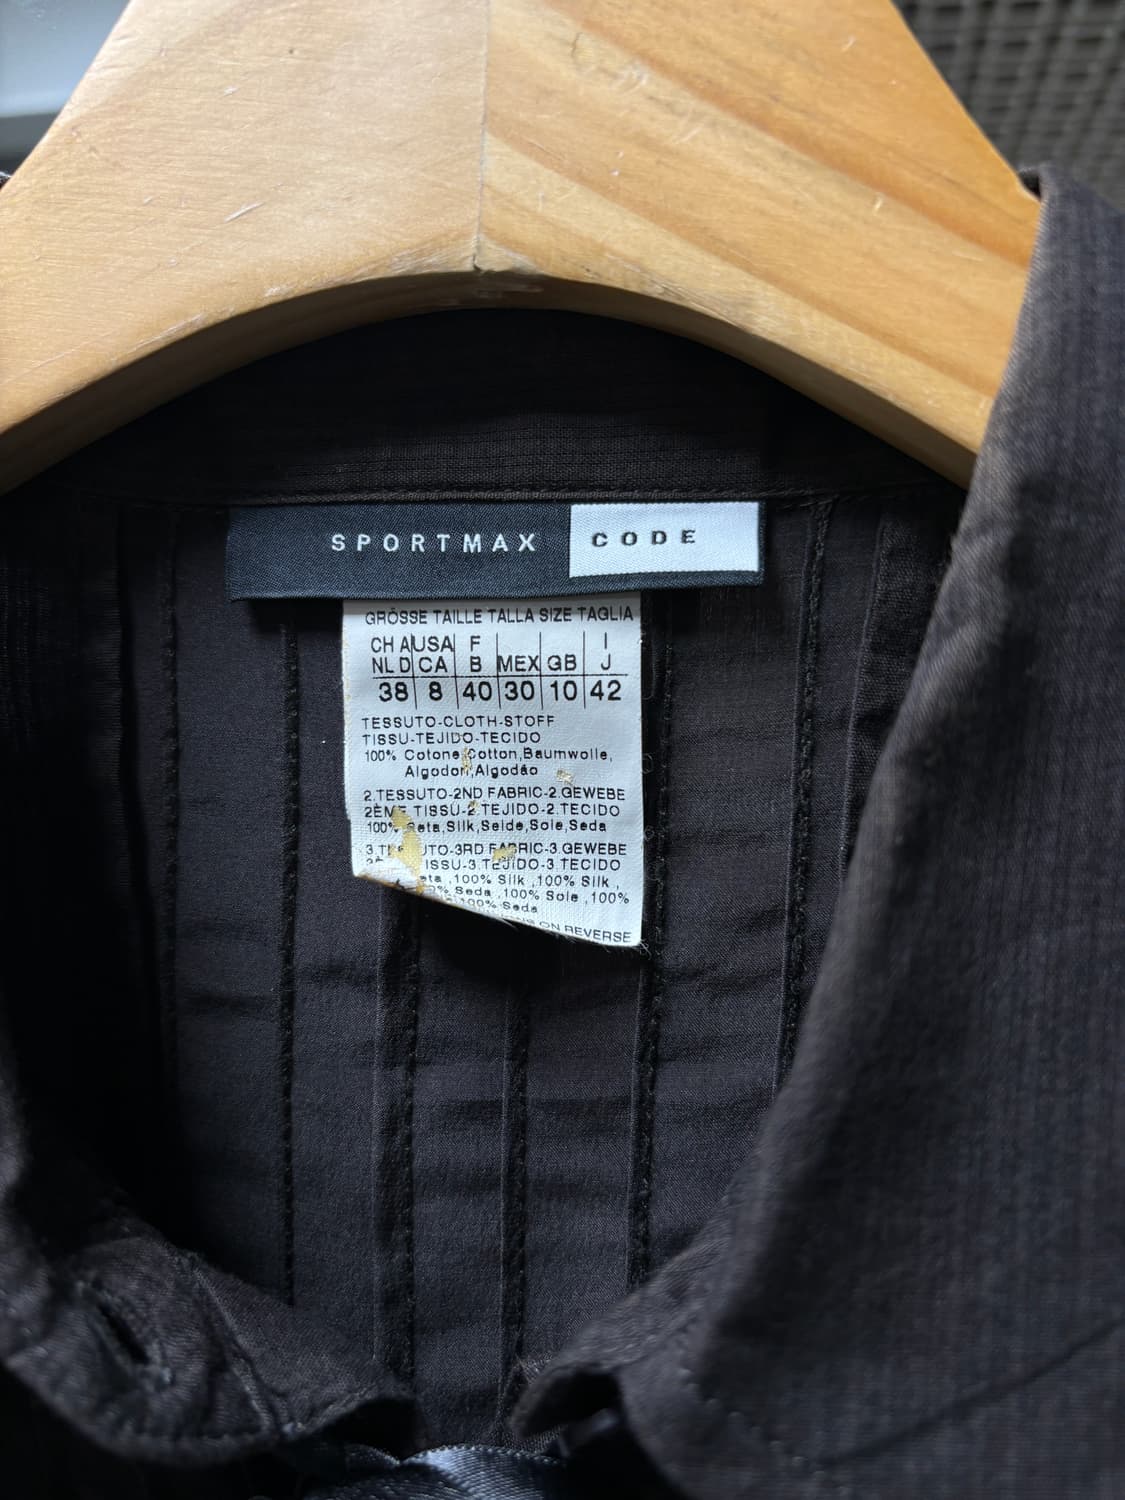 SPORTMAX CODE
GRÖSSE TAILLE TALLA SIZE TAGLIA
CH A USA F I
NL D CA B MEX GB J
38 8 40 30 10 42
TESSUTO-CLOTH-STOFF
TISSU-TEJIDO-TECIDO
100% Cotone,Cotton,Baumwolle,
Algodon,Algodão
2.TESSUTO-2ND FABRIC-2.GEWEBE
2ÈME TISSU-2.TEJIDO-2.TECIDO
100% Seta,Silk,Seide,Soie,Seda
3.TESSUTO-3RD FABRIC-3.GEWEBE
TISSU-3.TEJIDO-3.TECIDO
Seta ,100% Silk ,100% Silk ,
Seda ,100% Soie ,100%
100% Seda
ON REVERSE